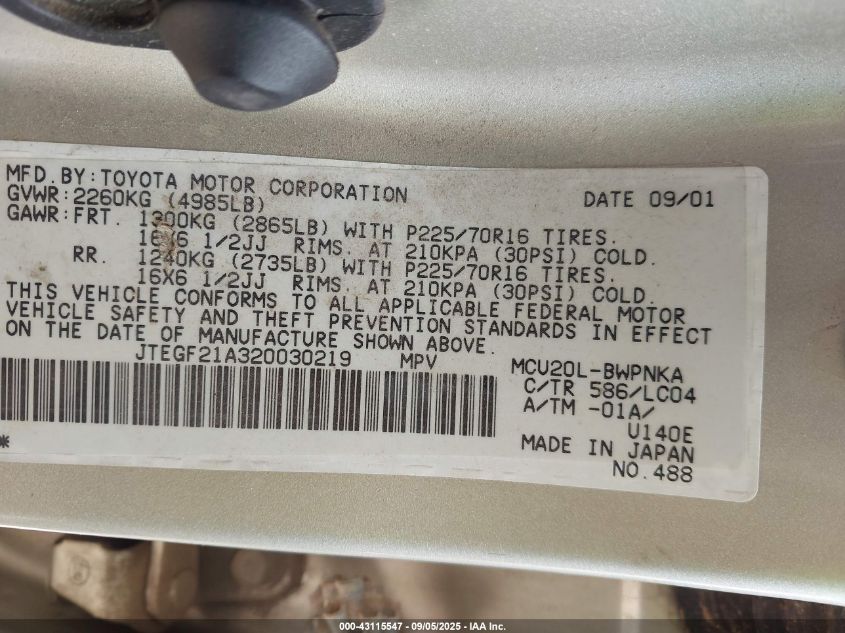 MFD.BY:TOYOTA MOTOR CORPORATION DATE 09/01
GVWR:2260KG (4985LB)
GAWR:FRT. 1300KG (2865LB) WITH P225/70R16 TIRES.
16X6 1/2JJ RIMS. AT 210KPA (30PSI) COLD.
RR. 1240KG (2735LB) WITH P225/70R16 TIRES.
16X6 1/2JJ RIMS. AT 210KPA (30PSI) COLD.
THIS VEHICLE CONFORMS TO ALL APPLICABLE FEDERAL MOTOR
VEHICLE SAFETY AND THEFT PREVENTION STANDARDS IN EFFECT
ON THE DATE OF MANUFACTURE SHOWN ABOVE.
JTEGF21A320030219 MPV
MCU20L-BWPNKA
C/TR 586/LC04
A/TM -01A/
U140E
*
MADE IN JAPAN
NO.488
000-43115547 - 09/05/2025 - IAA Inc.